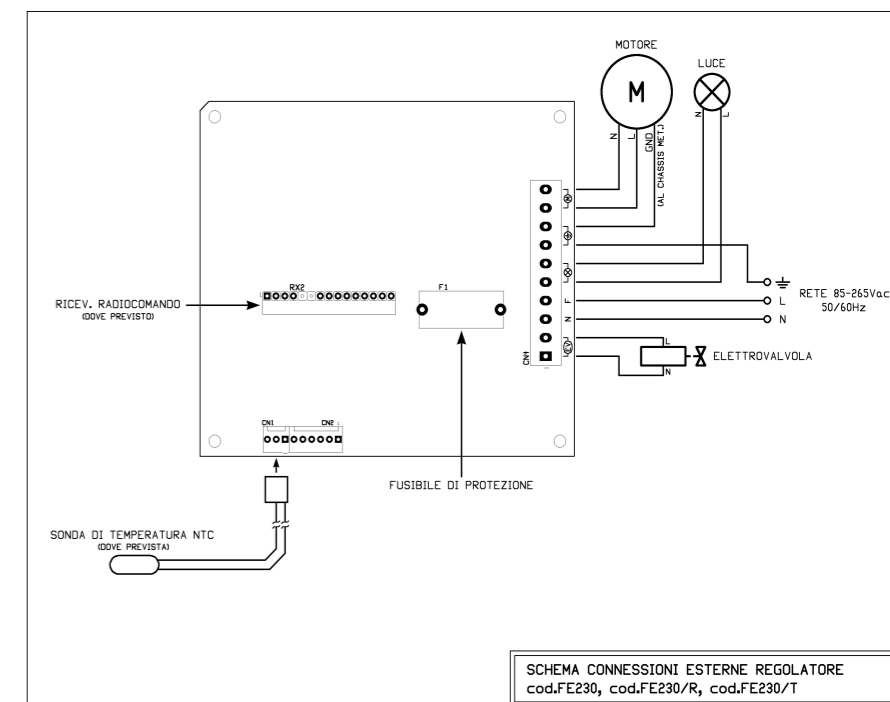 MOTORE
LUCE
M
N
L
GND
(AL CHASSIS MET.)
N
L
RX2
F1
RICEV. RADIOCOMANDO
(DOVE PREVISTO)
F
N
EV
CN4
L
RETE 85-265Vac
50/60Hz
N
L
N
ELETTROVALVOLA
CN1
CN2
FUSIBILE DI PROTEZIONE
SONDA DI TEMPERATURA NTC
(DOVE PREVISTA)
SCHEMA CONNESSIONI ESTERNE REGOLATORE
cod.FE230, cod.FE230/R, cod.FE230/T